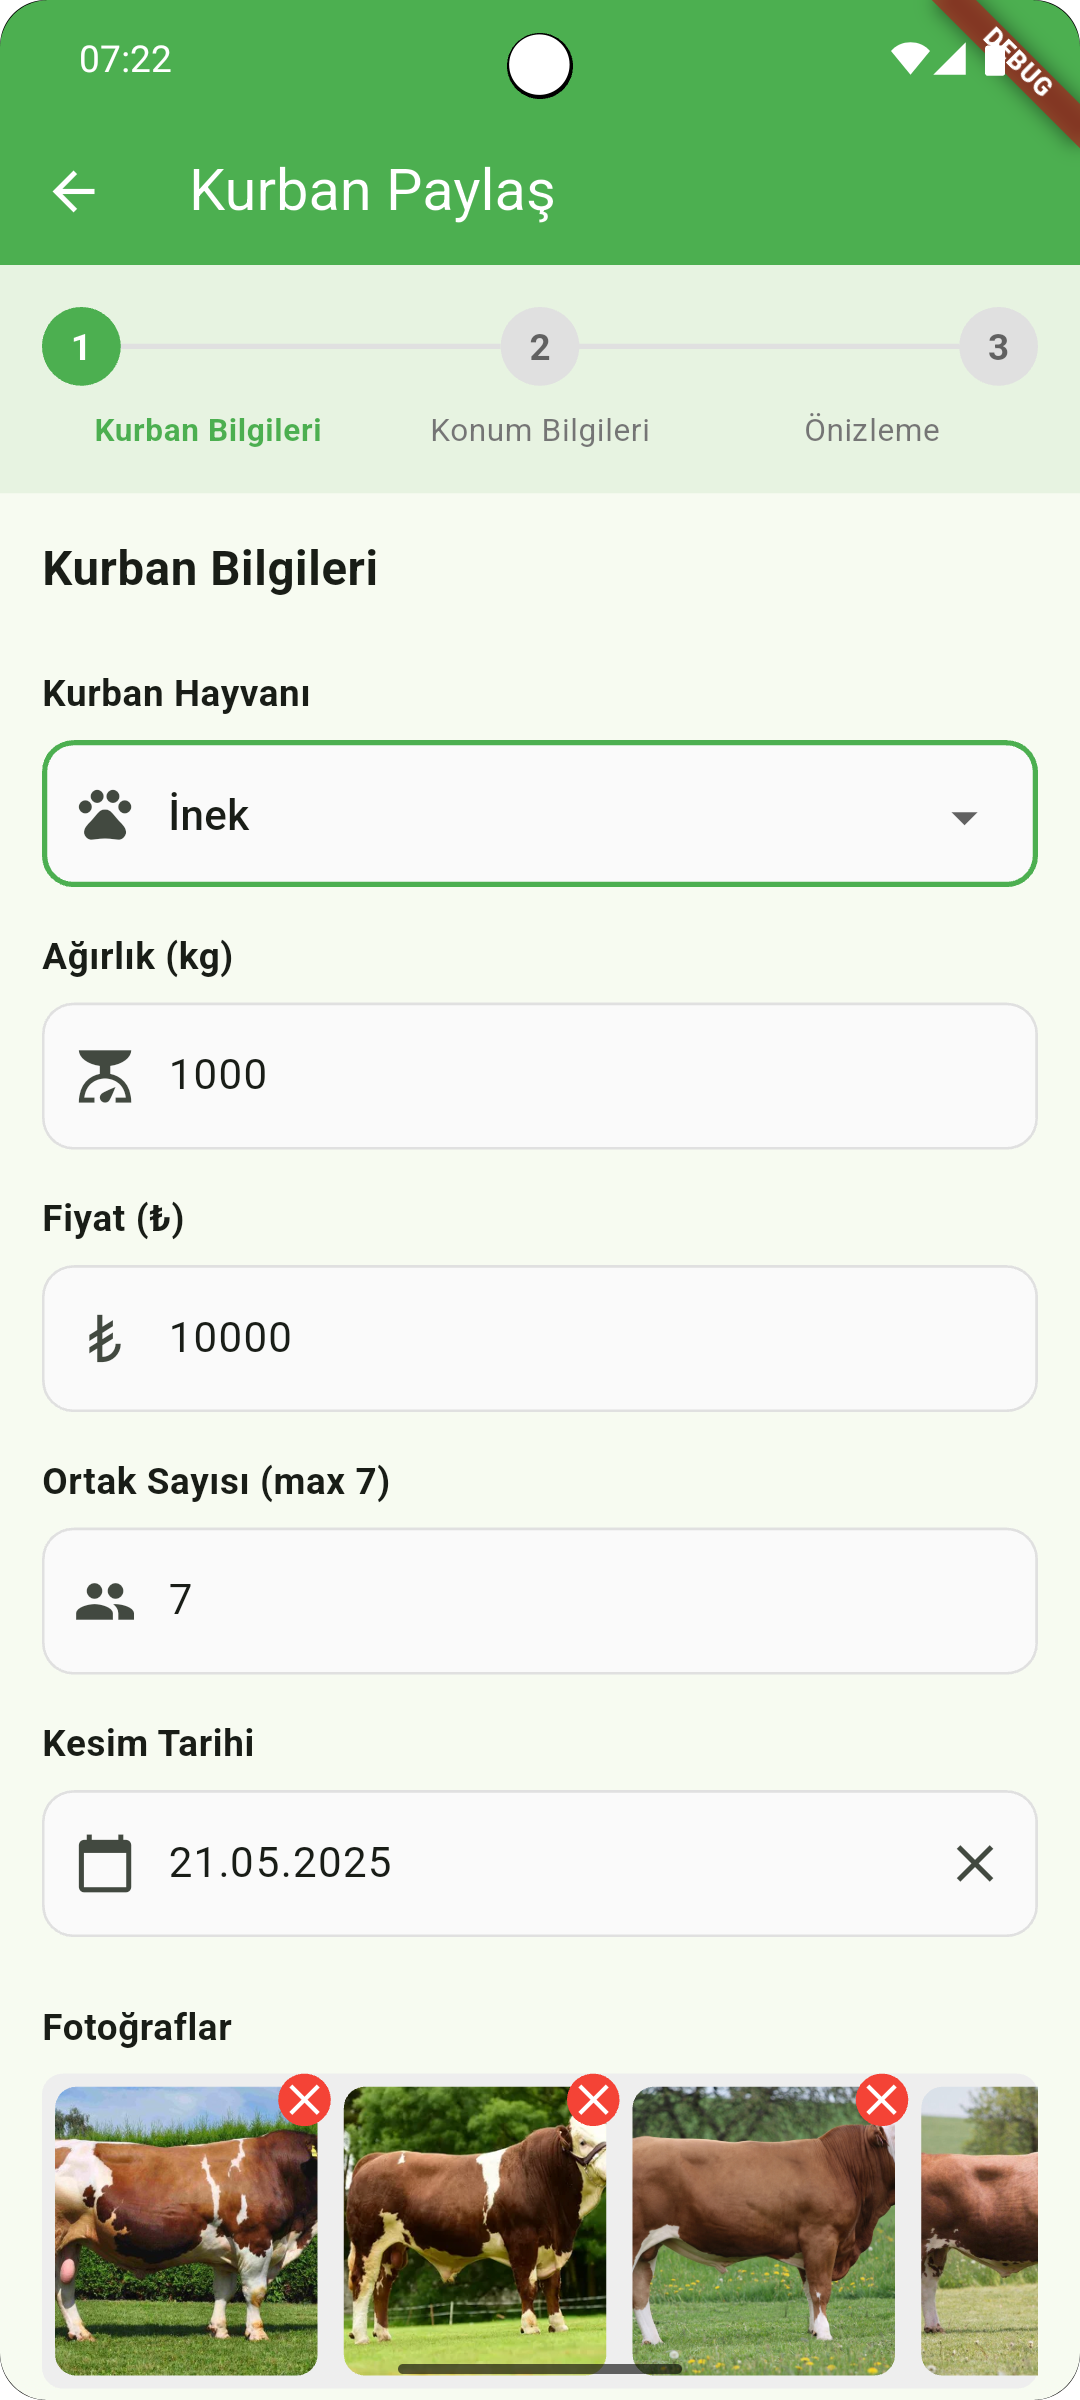 07:22
DEBUG
Kurban Paylaş
1
2
3
Kurban Bilgileri
Konum Bilgileri
Önizleme
Kurban Bilgileri
Kurban Hayvanı
İnek
Ağırlık (kg)
1000
Fiyat (₺)
₺ 10000
Ortak Sayısı (max 7)
7
Kesim Tarihi
21.05.2025
Fotoğraflar